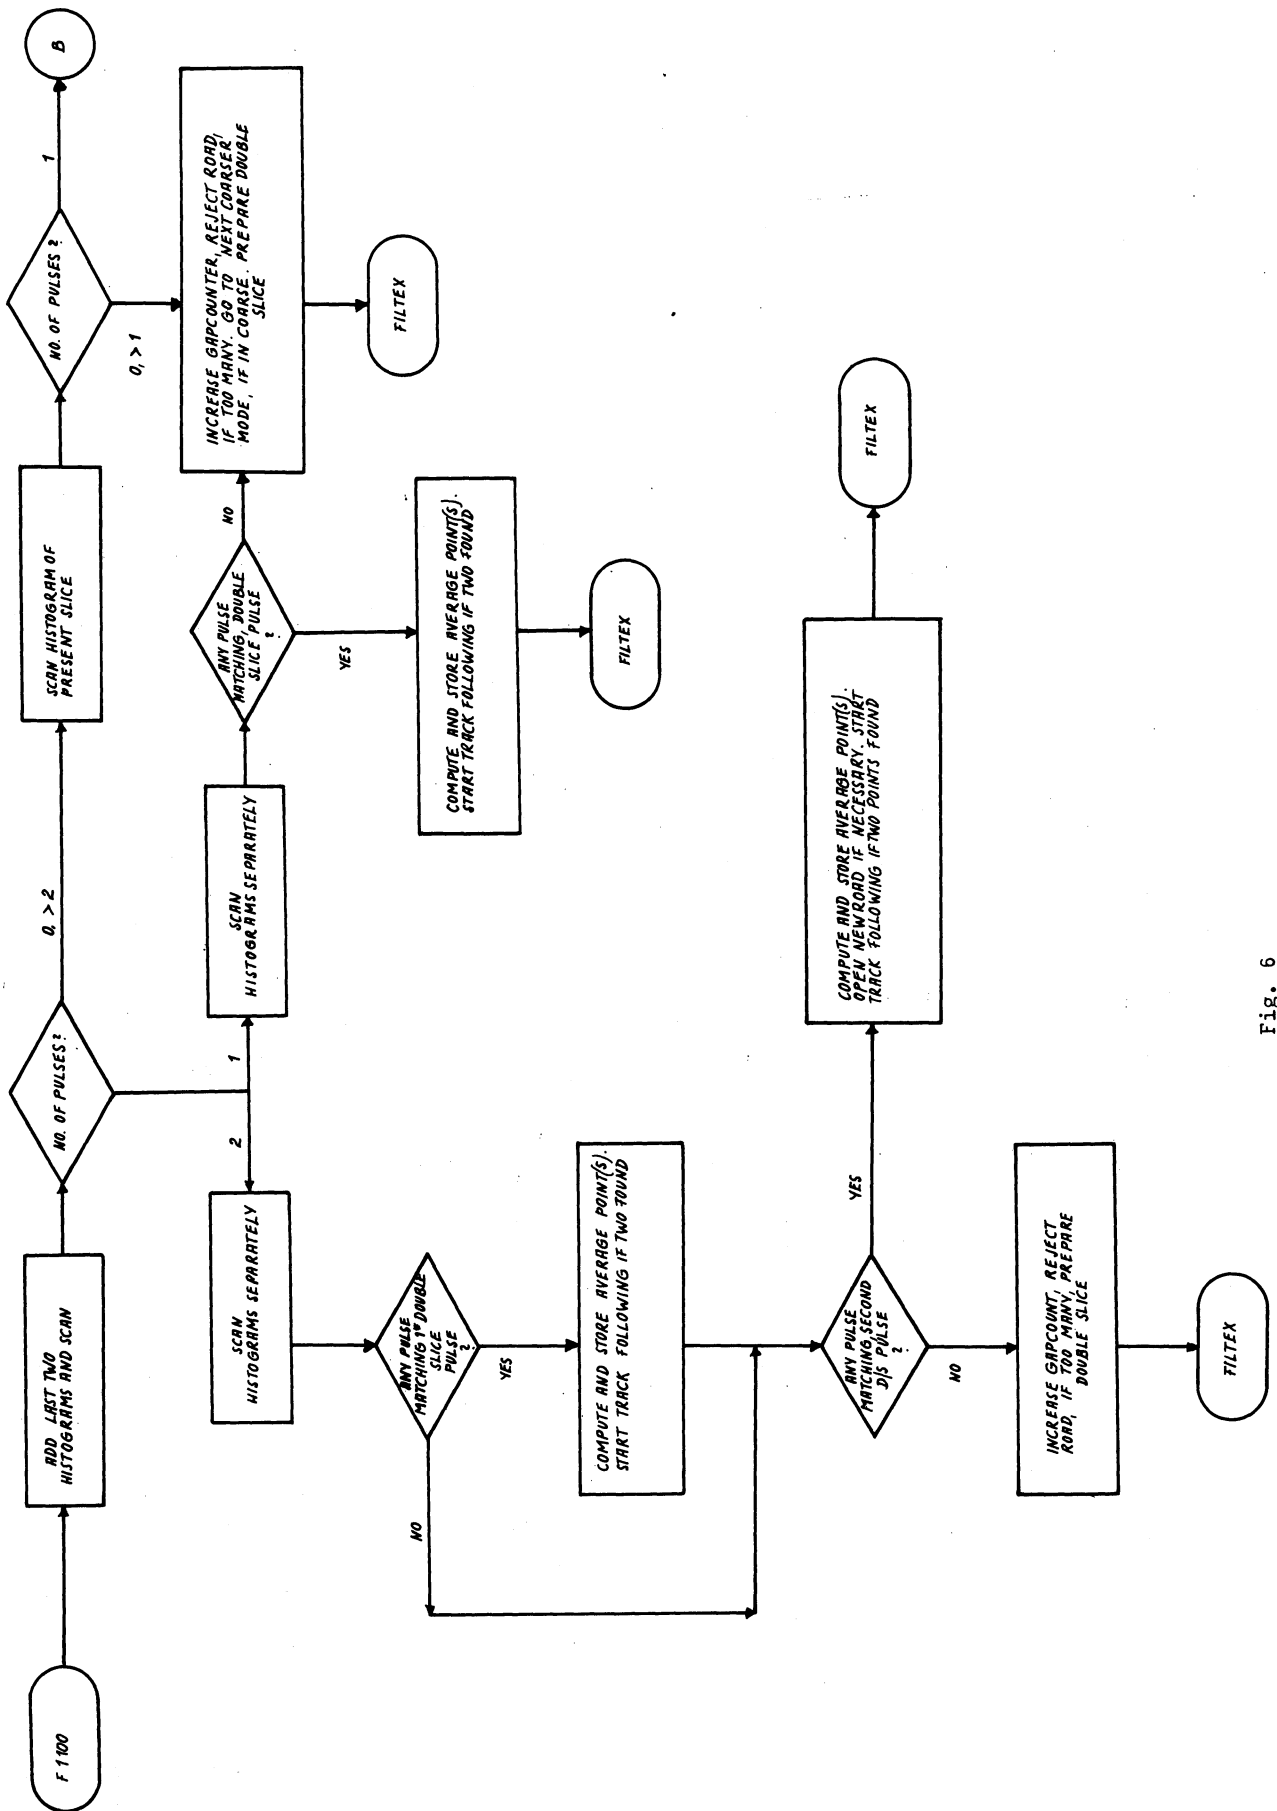 F 1100
ADD LAST TWO
HISTOGRAMS AND SCAN
NO. OF PULSES?
0, >2
SCAN HISTOGRAM OF
PRESENT SLICE
NO. OF PULSES?
1
B
0, >1
INCREASE GAPCOUNTER, REJECT ROAD,
IF TOO MANY. GO TO 'NEXT COARSER'
MODE, IF IN COARSE. PREPARE DOUBLE
SLICE
FILTEX
1
SCAN
HISTOGRAMS SEPARATELY
ANY PULSE
MATCHING, DOUBLE
SLICE PULSE
?
NO
YES
COMPUTE AND STORE AVERAGE POINT(S).
START TRACK FOLLOWING IF TWO FOUND
FILTEX
2
SCAN
HISTOGRAMS SEPARATELY
ANY PULSE
MATCHING 1st DOUBLE
SLICE
PULSE
?
NO
YES
COMPUTE AND STORE AVERAGE POINT(S).
START TRACK FOLLOWING IF TWO FOUND
ANY PULSE
MATCHING, SECOND
D/S PULSE
?
YES
COMPUTE AND STORE AVERAGE POINT(S).
OPEN NEW ROAD IF NECESSARY. START
TRACK FOLLOWING IF TWO POINTS FOUND
FILTEX
NO
INCREASE GAPCOUNT, REJECT
ROAD, IF TOO MANY, PREPARE
DOUBLE SLICE
FILTEX
Fig. 6